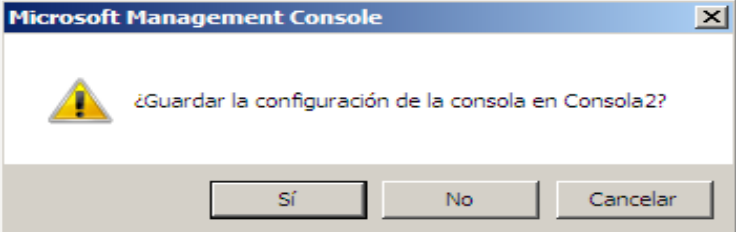 Microsoft Management Console
¿Guardar la configuración de la consola en Consola2?
Sí No Cancelar